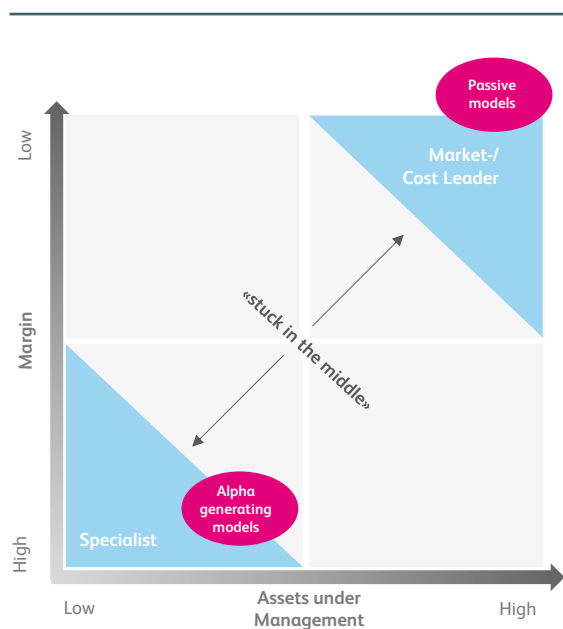 Passive
models
Low
Market-/
Cost Leader
«stuck in the middle»
Margin
Alpha
generating
models
Specialist
High
Low
Assets under
Management
High